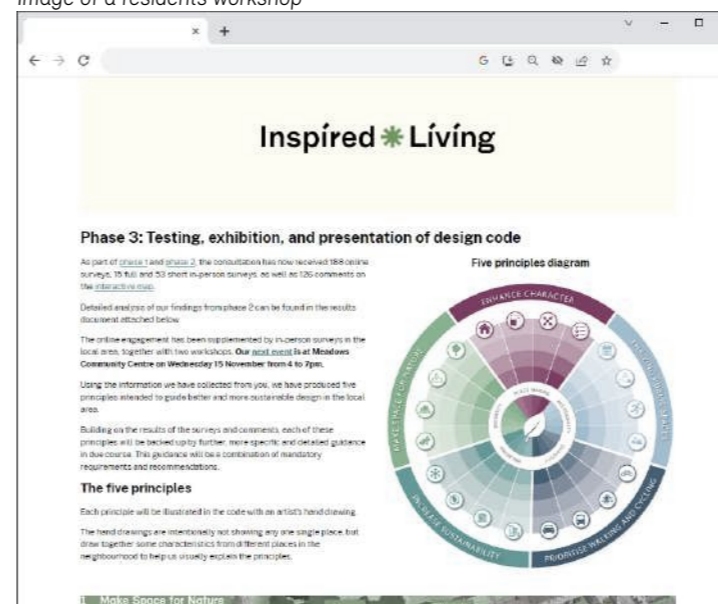 Image of a residents workshop
Inspired Living
Phase 3: Testing, exhibition, and presentation of design code
As part of phase 1 and phase 2, the consultation has now received 188 online
surveys, 15 full and 53 short in-person surveys, as well as 126 comments on
the interactive map.
Detailed analysis of our findings from phase 2 can be found in the results
document attached below
The online engagement has been supplemented by in-person surveys in the
local area, together with two workshops. Our next event is at Meadows
Community Centre on Wednesday 15 November from 4 to 7pm.
Using the information we have collected from you, we have produced five
principles intended to guide better and more sustainable design in the local
area.
Building on the results of the surveys and comments, each of these
principles will be backed up by further, more specific and detailed guidance
in due course. This guidance will be a combination of mandatory
requirements and recommendations.
The five principles
Each principle will be illustrated in the code with an artist's hand drawing.
The hand drawings are intentionally not showing any one single place, but
draw together some characteristics from different places in the
neighbourhood to help us visually explain the principles.
Five principles diagram
ENHANCE CHARACTER
MAKE SPACE FOR NATURE
PRIORITISE WALKING AND CYCLING
INCREASE SUSTAINABILITY
1 Make Space for Nature